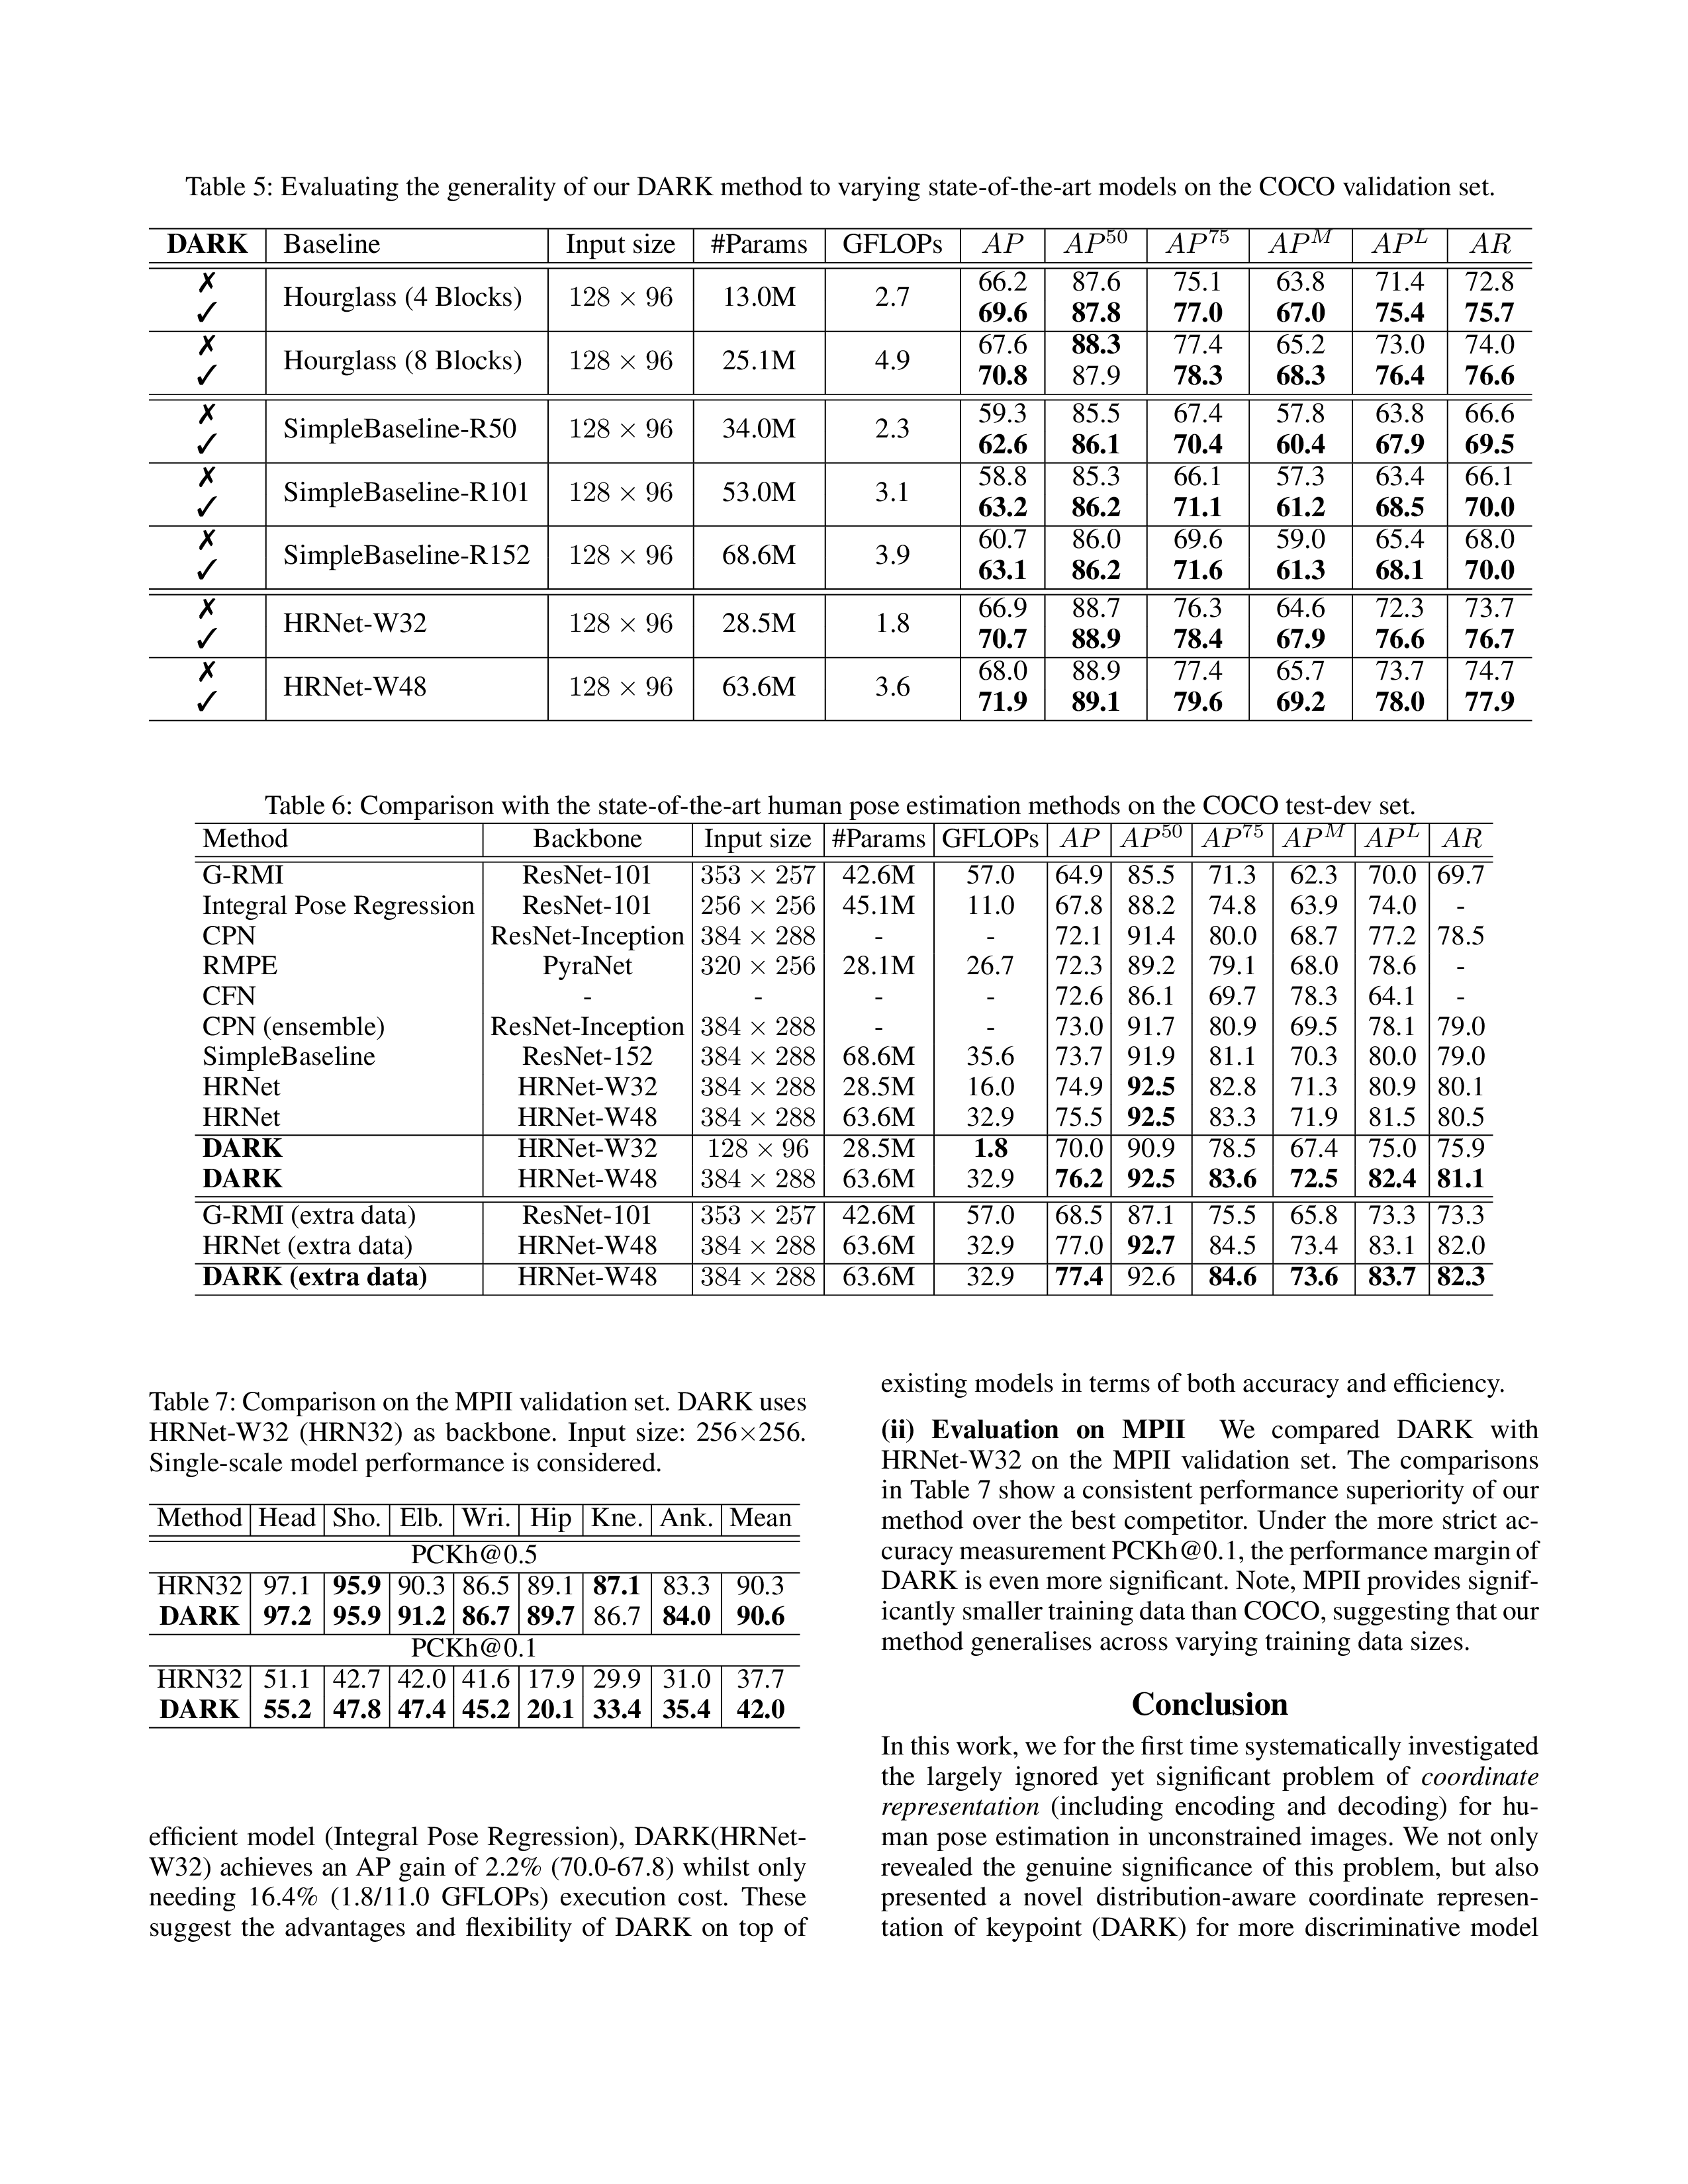 Table 5: Evaluating the generality of our DARK method to varying state-of-the-art models on the COCO validation set.
DARK Baseline Input size #Params GFLOPs AP AP^50 AP^75 AP^M AP^L AR
✗ 66.2 87.6 75.1 63.8 71.4 72.8
Hourglass (4 Blocks) 128 × 96 13.0M 2.7
✓ 69.6 87.8 77.0 67.0 75.4 75.7
✗ 67.6 88.3 77.4 65.2 73.0 74.0
Hourglass (8 Blocks) 128 × 96 25.1M 4.9
✓ 70.8 87.9 78.3 68.3 76.4 76.6
✗ 59.3 85.5 67.4 57.8 63.8 66.6
SimpleBaseline-R50 128 × 96 34.0M 2.3
✓ 62.6 86.1 70.4 60.4 67.9 69.5
✗ 58.8 85.3 66.1 57.3 63.4 66.1
SimpleBaseline-R101 128 × 96 53.0M 3.1
✓ 63.2 86.2 71.1 61.2 68.5 70.0
✗ 60.7 86.0 69.6 59.0 65.4 68.0
SimpleBaseline-R152 128 × 96 68.6M 3.9
✓ 63.1 86.2 71.6 61.3 68.1 70.0
✗ 66.9 88.7 76.3 64.6 72.3 73.7
HRNet-W32 128 × 96 28.5M 1.8
✓ 70.7 88.9 78.4 67.9 76.6 76.7
✗ 68.0 88.9 77.4 65.7 73.7 74.7
HRNet-W48 128 × 96 63.6M 3.6
✓ 71.9 89.1 79.6 69.2 78.0 77.9
Table 6: Comparison with the state-of-the-art human pose estimation methods on the COCO test-dev set.
Method Backbone Input size #Params GFLOPs AP AP^50 AP^75 AP^M AP^L AR
G-RMI ResNet-101 353 × 257 42.6M 57.0 64.9 85.5 71.3 62.3 70.0 69.7
Integral Pose Regression ResNet-101 256 × 256 45.1M 11.0 67.8 88.2 74.8 63.9 74.0 -
CPN ResNet-Inception 384 × 288 - - 72.1 91.4 80.0 68.7 77.2 78.5
RMPE PyraNet 320 × 256 28.1M 26.7 72.3 89.2 79.1 68.0 78.6 -
CFN - - - - 72.6 86.1 69.7 78.3 64.1 -
CPN (ensemble) ResNet-Inception 384 × 288 - - 73.0 91.7 80.9 69.5 78.1 79.0
SimpleBaseline ResNet-152 384 × 288 68.6M 35.6 73.7 91.9 81.1 70.3 80.0 79.0
HRNet HRNet-W32 384 × 288 28.5M 16.0 74.9 92.5 82.8 71.3 80.9 80.1
HRNet HRNet-W48 384 × 288 63.6M 32.9 75.5 92.5 83.3 71.9 81.5 80.5
DARK HRNet-W32 128 × 96 28.5M 1.8 70.0 90.9 78.5 67.4 75.0 75.9
DARK HRNet-W48 384 × 288 63.6M 32.9 76.2 92.5 83.6 72.5 82.4 81.1
G-RMI (extra data) ResNet-101 353 × 257 42.6M 57.0 68.5 87.1 75.5 65.8 73.3 73.3
HRNet (extra data) HRNet-W48 384 × 288 63.6M 32.9 77.0 92.7 84.5 73.4 83.1 82.0
DARK (extra data) HRNet-W48 384 × 288 63.6M 32.9 77.4 92.6 84.6 73.6 83.7 82.3
Table 7: Comparison on the MPII validation set. DARK uses
HRNet-W32 (HRN32) as backbone. Input size: 256×256.
Single-scale model performance is considered.
Method Head Sho. Elb. Wri. Hip Kne. Ank. Mean
PCKh@0.5
HRN32 97.1 95.9 90.3 86.5 89.1 87.1 83.3 90.3
DARK 97.2 95.9 91.2 86.7 89.7 86.7 84.0 90.6
PCKh@0.1
HRN32 51.1 42.7 42.0 41.6 17.9 29.9 31.0 37.7
DARK 55.2 47.8 47.4 45.2 20.1 33.4 35.4 42.0
efficient model (Integral Pose Regression), DARK(HRNet-
W32) achieves an AP gain of 2.2% (70.0-67.8) whilst only
needing 16.4% (1.8/11.0 GFLOPs) execution cost. These
suggest the advantages and flexibility of DARK on top of
existing models in terms of both accuracy and efficiency.
(ii) Evaluation on MPII We compared DARK with
HRNet-W32 on the MPII validation set. The comparisons
in Table 7 show a consistent performance superiority of our
method over the best competitor. Under the more strict ac-
curacy measurement PCKh@0.1, the performance margin of
DARK is even more significant. Note, MPII provides signif-
icantly smaller training data than COCO, suggesting that our
method generalises across varying training data sizes.
Conclusion
In this work, we for the first time systematically investigated
the largely ignored yet significant problem of coordinate
representation (including encoding and decoding) for hu-
man pose estimation in unconstrained images. We not only
revealed the genuine significance of this problem, but also
presented a novel distribution-aware coordinate represen-
tation of keypoint (DARK) for more discriminative model